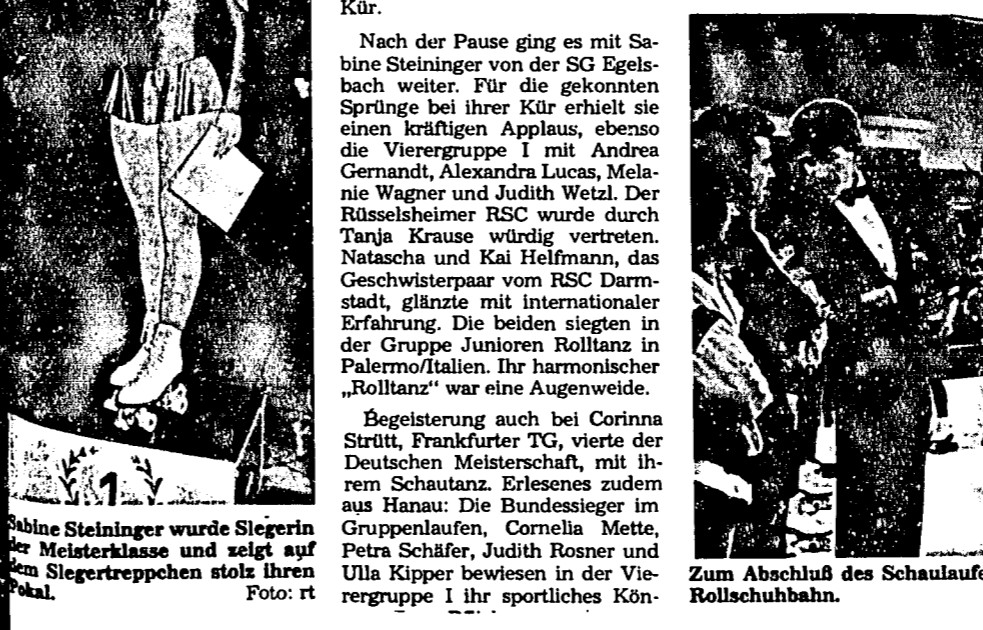 Kür.
Nach der Pause ging es mit Sa-
bine Steininger von der SG Egels-
bach weiter. Für die gekonnten
Sprünge bei ihrer Kür erhielt sie
einen kräftigen Applaus, ebenso
die Vierergruppe I mit Andrea
Gernandt, Alexandra Lucas, Mela-
nie Wagner und Judith Wetzl. Der
Rüsselsheimer RSC wurde durch
Tanja Krause würdig vertreten.
Natascha und Kai Helfmann, das
Geschwisterpaar vom RSC Darm-
stadt, glänzte mit internationaler
Erfahrung. Die beiden siegten in
der Gruppe Junioren Rolltanz in
Palermo/Italien. Ihr harmonischer
„Rolltanz“ war eine Augenweide.
Begeisterung auch bei Corinna
Strütt, Frankfurter TG, vierte der
Deutschen Meisterschaft, mit ih-
rem Schautanz. Erlesenes zudem
aus Hanau: Die Bundessieger im
Gruppenlaufen, Cornelia Mette,
Petra Schäfer, Judith Rosner und
Ulla Kipper bewiesen in der Vie-
rergruppe I ihr sportliches Kön-
1
Sabine Steininger wurde Siegerin
der Meisterklasse und zeigt auf
dem Siegertreppchen stolz ihren
Pokal. Foto: rt
Zum Abschluß des Schaulaufe
Rollschuhbahn.